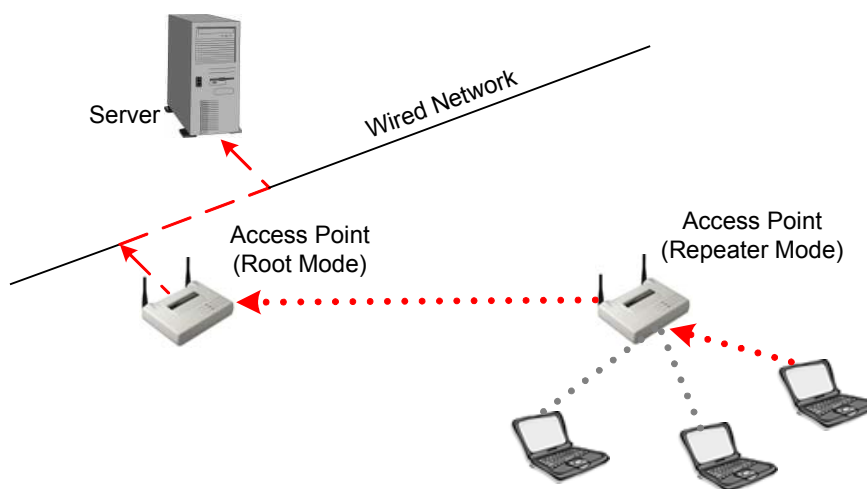 Server
Wired Network
Access Point
(Root Mode)
Access Point
(Repeater Mode)